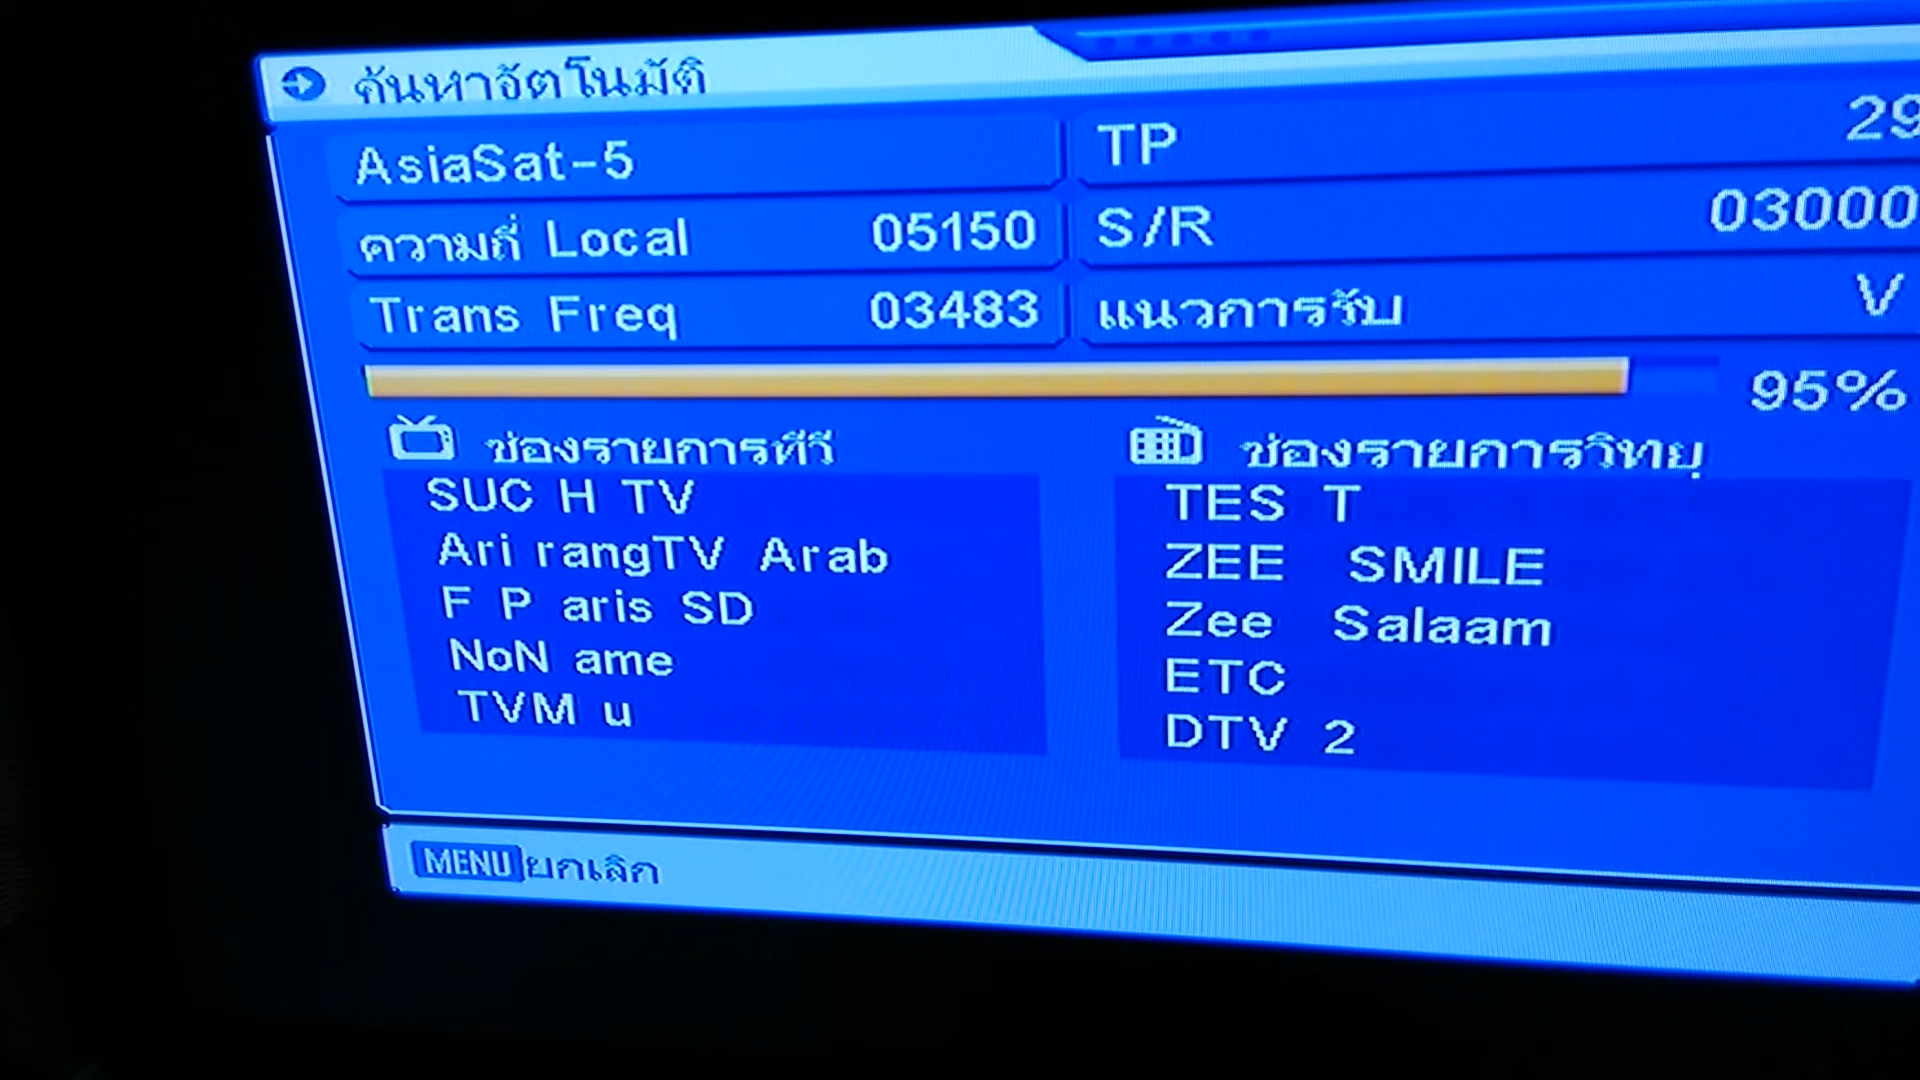 ค้นหาอัตโนมัติ
AsiaSat-5
TP 29
ความถี่ Local 05150
S/R 03000
Trans Freq 03483
แนวการรับ V
95%
ช่องรายการทีวี
SUC H TV
Ari rangTV Arab
F P aris SD
NoN ame
TVM u
ช่องรายการวิทยุ
TES T
ZEE SMILE
Zee Salaam
ETC
DTV 2
MENU ยกเลิก